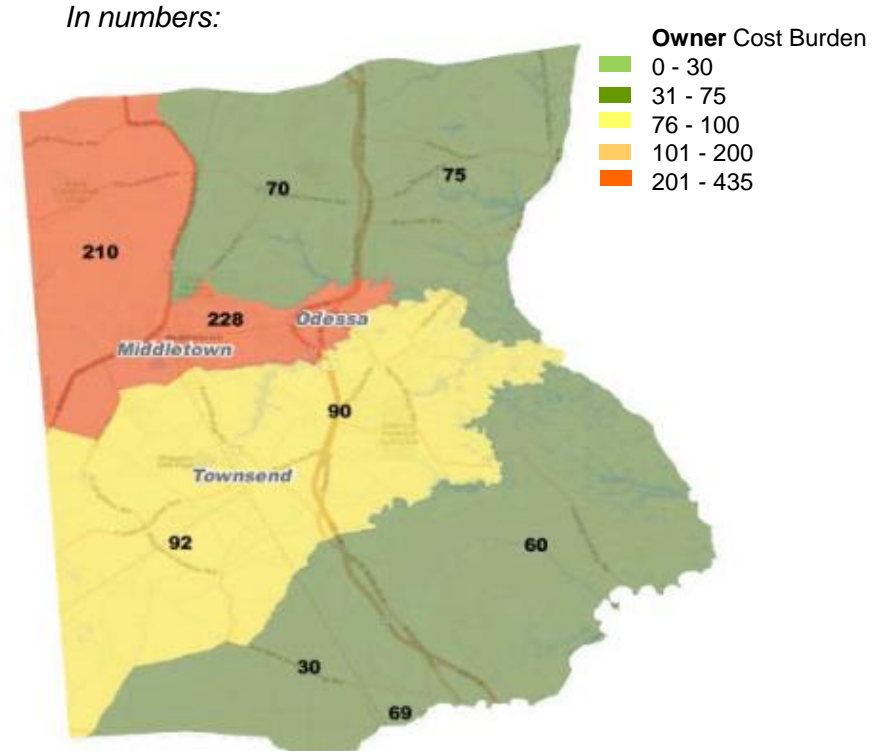 In numbers:
Owner Cost Burden
0 - 30
31 - 75
76 - 100
101 - 200
201 - 435
70
75
210
228
Odessa
Middletown
90
Townsend
92
60
30
69